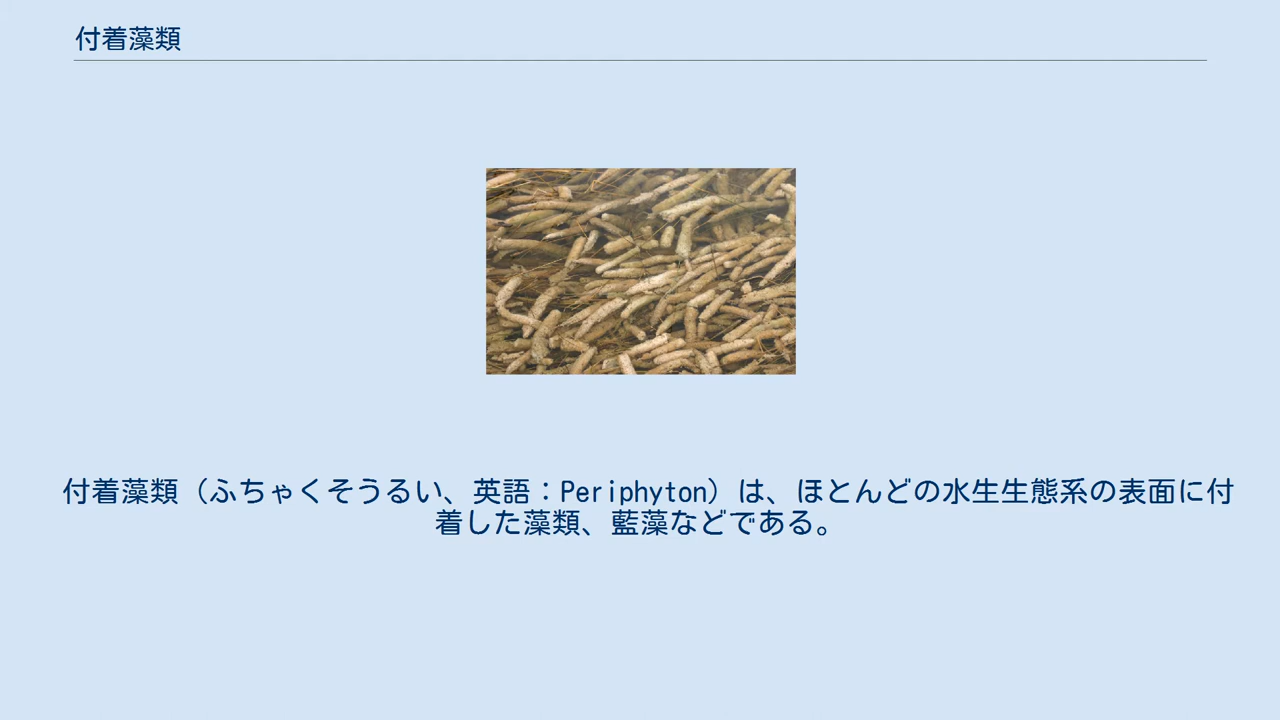 付着藻類
付着藻類（ふちゃくそうるい、英語：Periphyton）は、ほとんどの水生生態系の表面に付
着した藻類、藍藻などである。